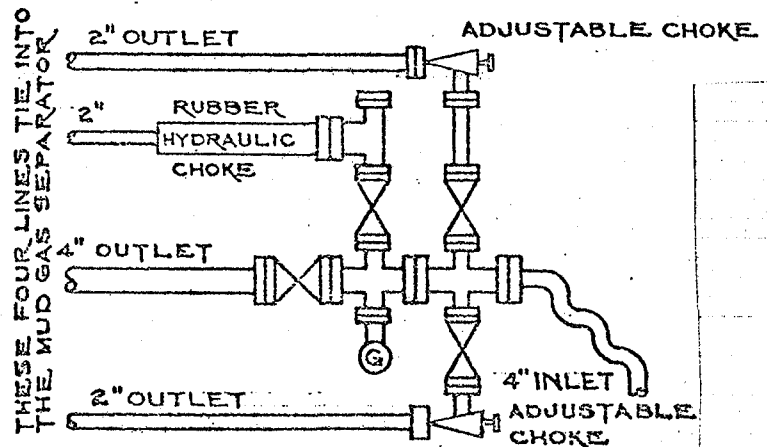 THESE FOUR LINES TIE INTO
THE MUD GAS SEPARATOR
2" OUTLET
ADJUSTABLE CHOKE
2"
RUBBER
HYDRAULIC
CHOKE
4" OUTLET
G
4" INLET
2" OUTLET
ADJUSTABLE
CHOKE